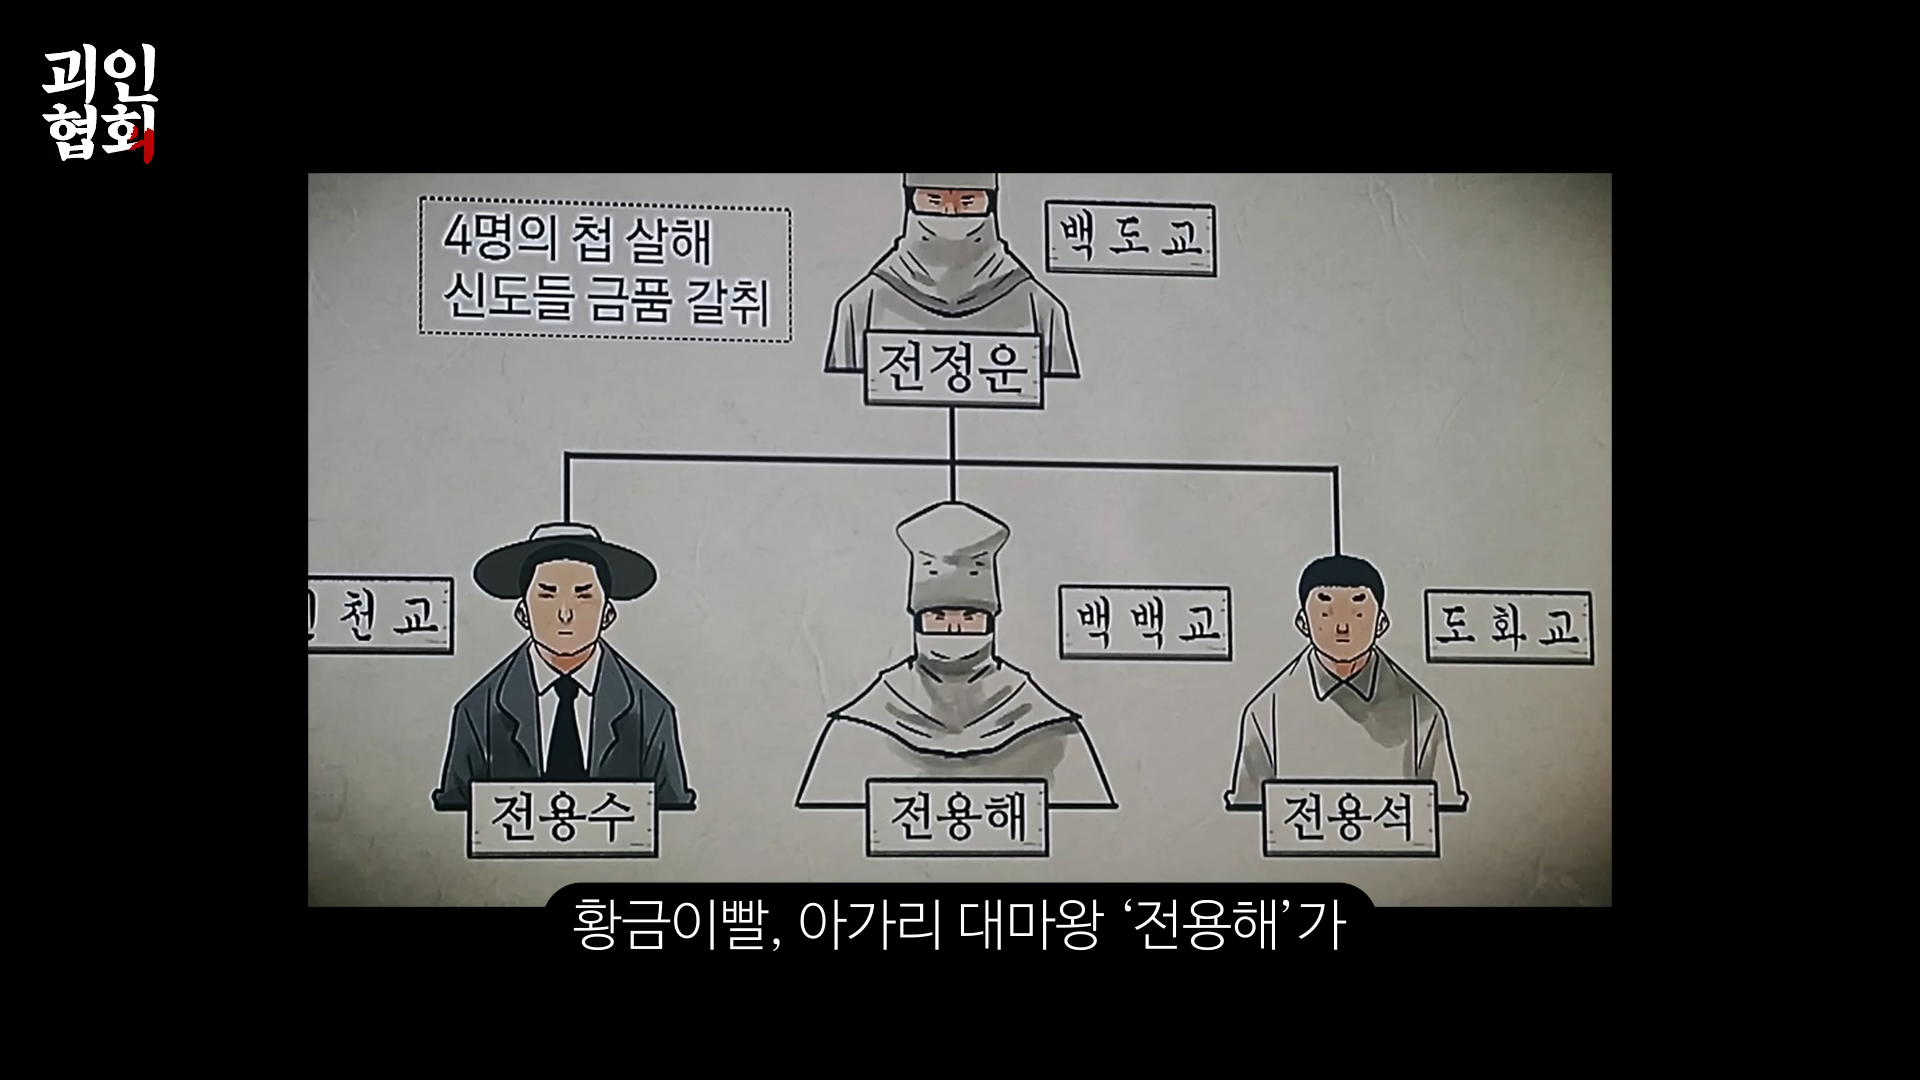 괴인
협회
4명의 첩 살해
신도들 금품 갈취
백도교
전정운
천교
백백교
도화교
전용수
전용해
전용석
황금이빨, 아가리 대마왕 ‘전용해’가